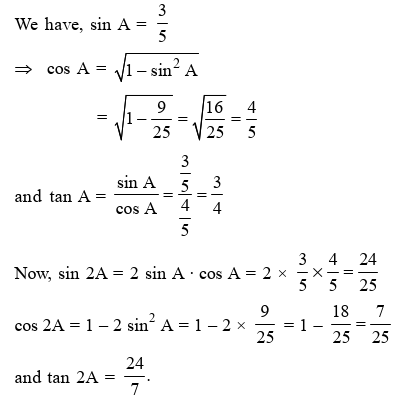 We have, sin A = 3/5
⇒ cos A = √(1 – sin² A)
= √(1 – 9/25) = √(16/25) = 4/5
and tan A = sin A/cos A = (3/5)/(4/5) = 3/4
Now, sin 2A = 2 sin A · cos A = 2 × 3/5 × 4/5 = 24/25
cos 2A = 1 – 2 sin² A = 1 – 2 × 9/25 = 1 – 18/25 = 7/25
and tan 2A = 24/7.